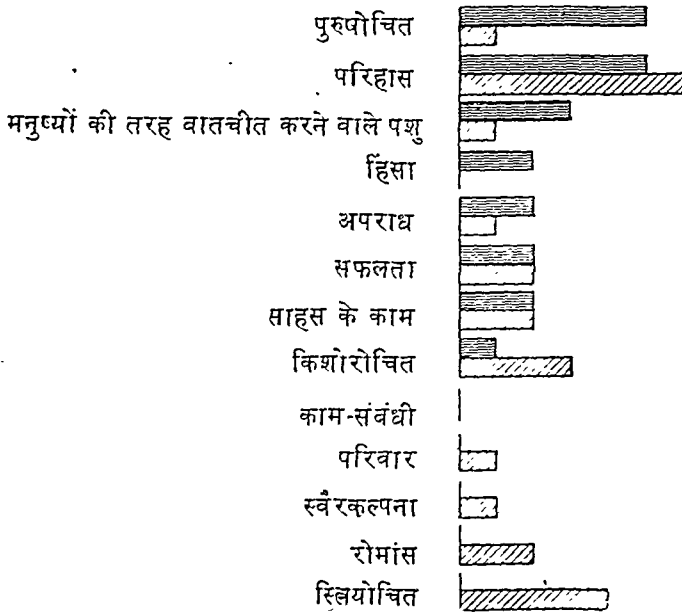 पुरुषोचित
परिहास
मनुष्यों की तरह वातचीत करने वाले पशु
हिंसा
अपराध
सफलता
साहस के काम
किशोरोचित
काम-संबंधी
परिवार
स्वैरकल्पना
रोमांस
स्त्रियोचित